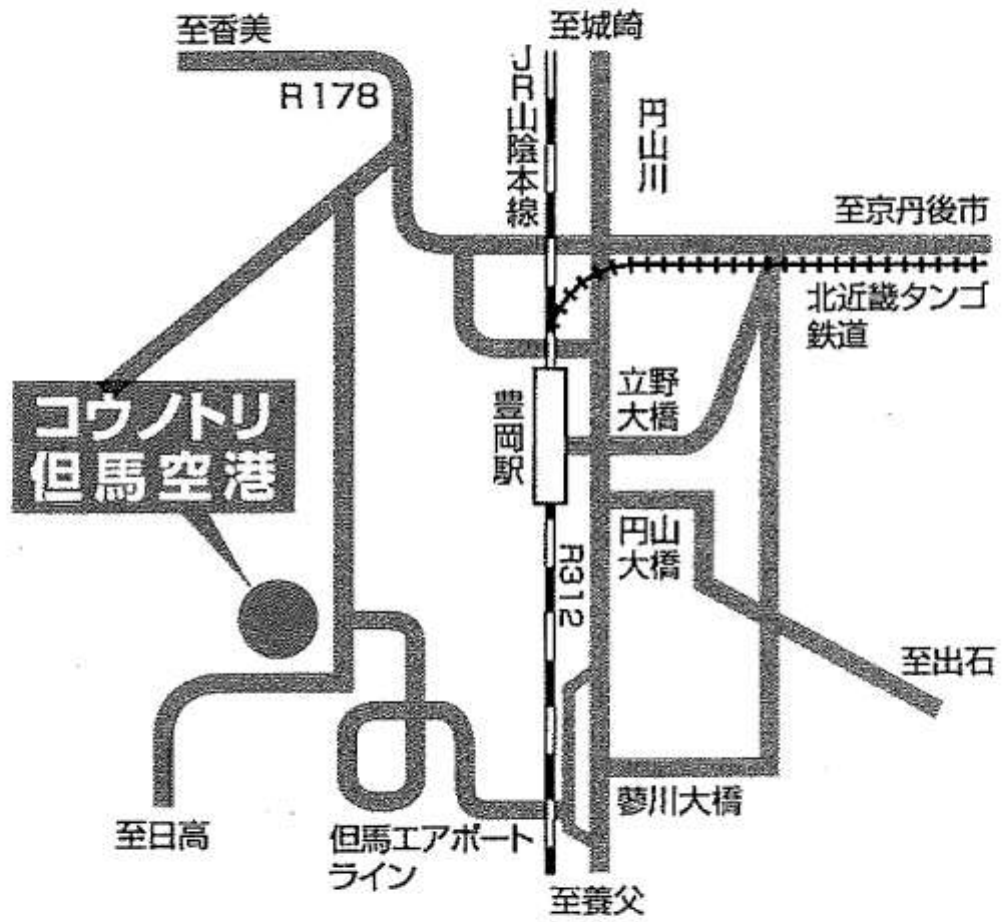 至香美
至城崎
R178
JR山陰本線
円山川
至京丹後市
北近畿タンゴ
鉄道
コウノトリ
但馬空港
豊岡駅
立野
大橋
円山
大橋
R312
至出石
蓼川大橋
至日高
但馬エアポート
ライン
至養父